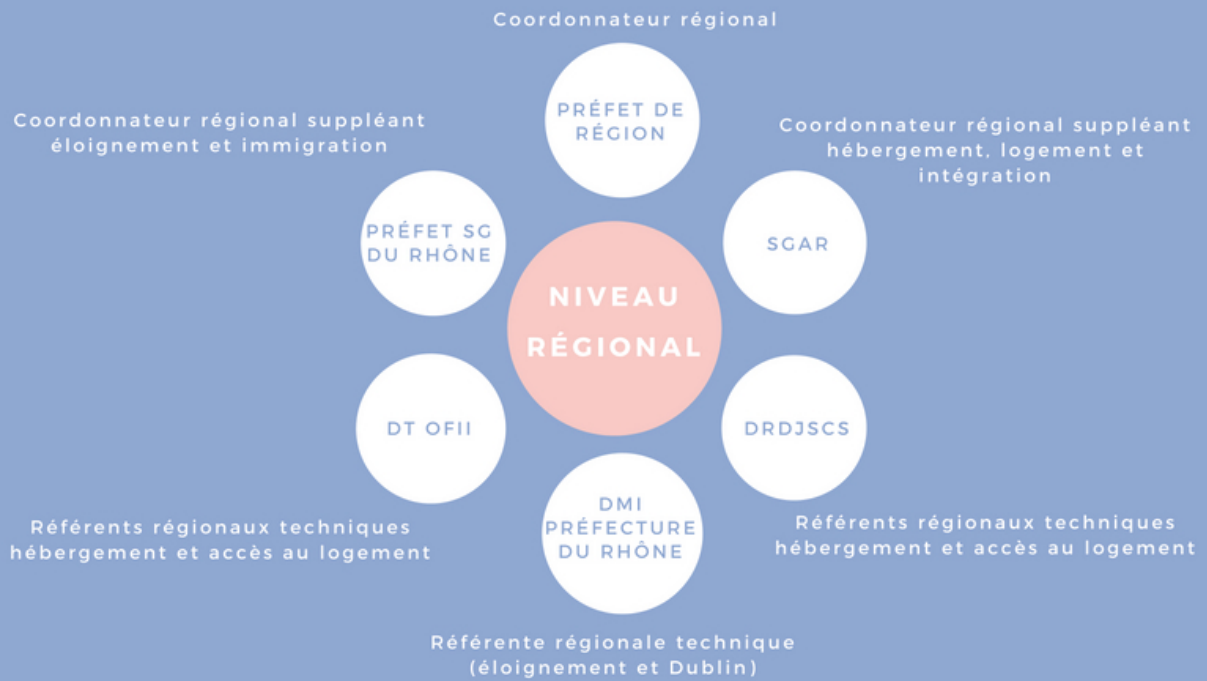 Coordonnateur régional
PRÉFET DE
RÉGION
Coordonnateur régional suppléant
éloignement et immigration
PRÉFET SG
DU RHÔNE
Coordonnateur régional suppléant
hébergement, logement et
intégration
SGAR
NIVEAU
RÉGIONAL
DT OFII
Référents régionaux techniques
hébergement et accès au logement
DRDJSCS
Référents régionaux techniques
hébergement et accès au logement
DMI
PRÉFECTURE
DU RHÔNE
Référente régionale technique
(éloignement et Dublin)